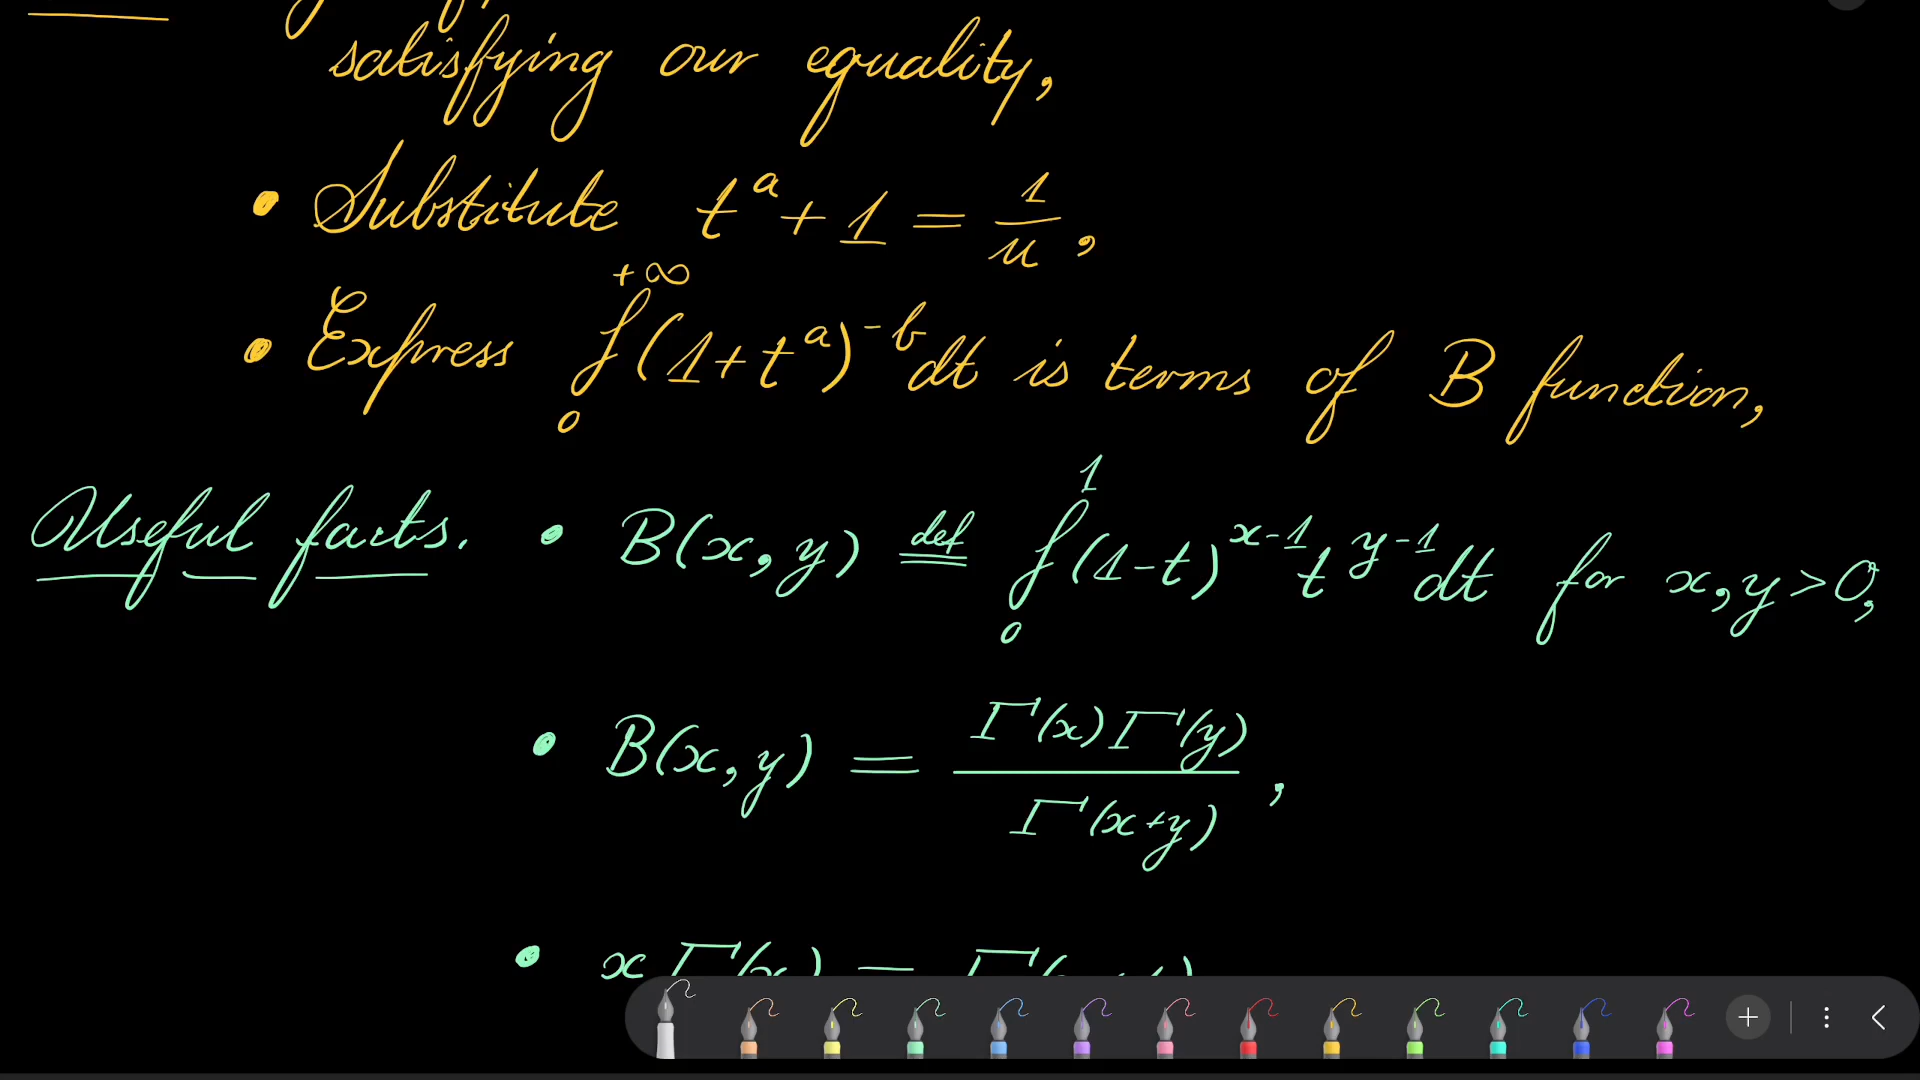 satisfying our equality,
• Substitute t^a + 1 = 1/u,
• Express ∫_0^{+∞} (1+t^a)^{-b} dt is terms of B function,
Useful facts. • B(x,y) \overset{def}{=} ∫_0^1 (1-t)^{x-1} t^{y-1} dt for x,y>0,
• B(x,y) = Γ(x)Γ(y)/Γ(x+y),
• x Γ(x) =